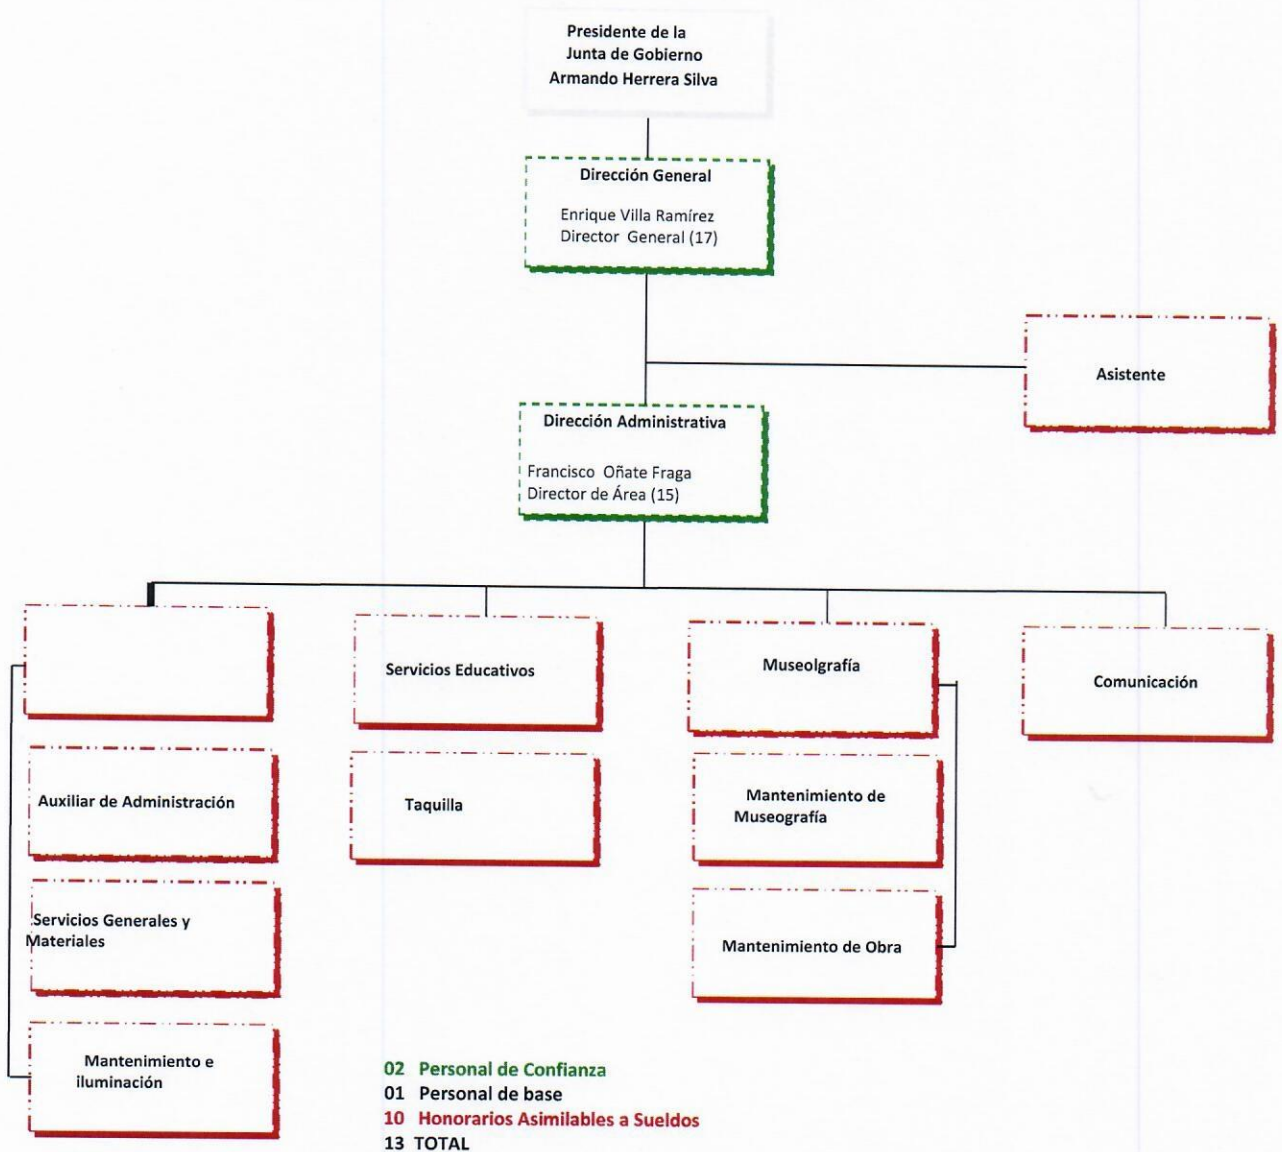 Presidente de la
Junta de Gobierno
Armando Herrera Silva
Dirección General
Enrique Villa Ramírez
Director General (17)
Asistente
Dirección Administrativa
Francisco Oñate Fraga
Director de Área (15)
Servicios Educativos
Museolgrafía
Comunicación
Auxiliar de Administración
Taquilla
Mantenimiento de
Museografía
Servicios Generales y
Materiales
Mantenimiento de Obra
Mantenimiento e
iluminación
02 Personal de Confianza
01 Personal de base
10 Honorarios Asimilables a Sueldos
13 TOTAL